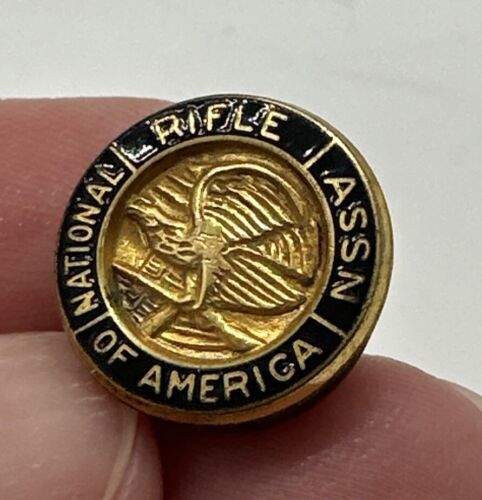 NATIONAL RIFLE ASS'N
OF AMERICA